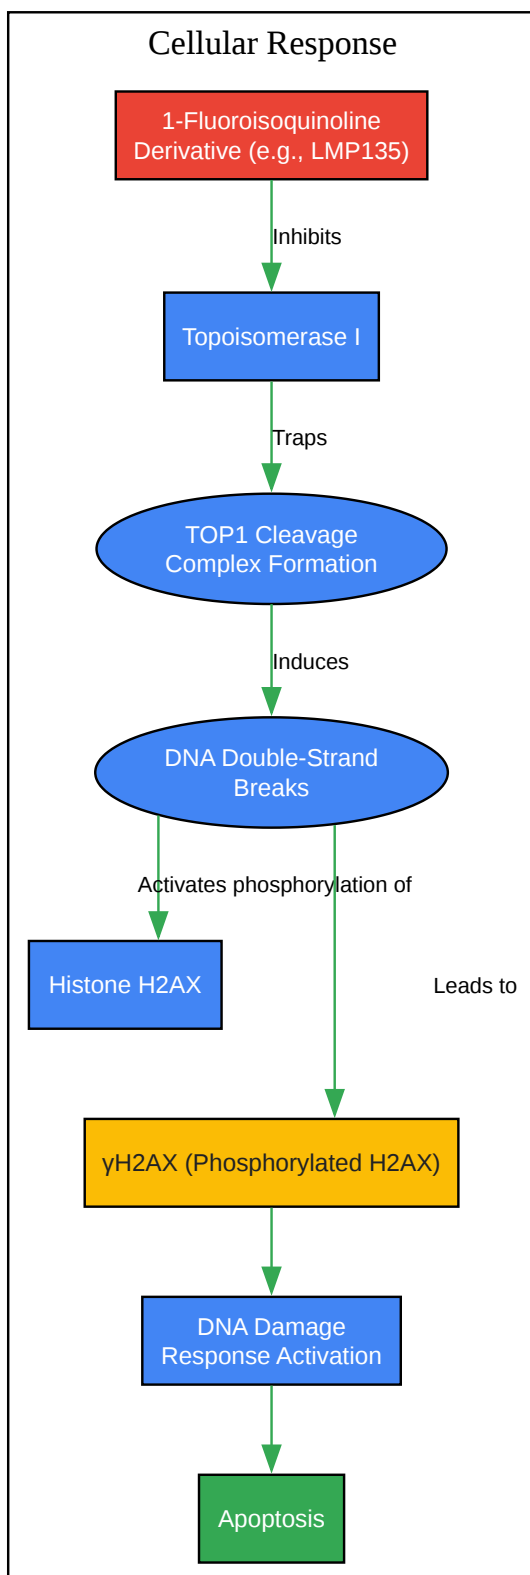 Cellular Response
1-Fluoroisoquinoline
Derivative (e.g., LMP135)
Inhibits
Topoisomerase I
Traps
TOP1 Cleavage
Complex Formation
Induces
DNA Double-Strand
Breaks
Activates phosphorylation of
Histone H2AX
Leads to
γH2AX (Phosphorylated H2AX)
DNA Damage
Response Activation
Apoptosis